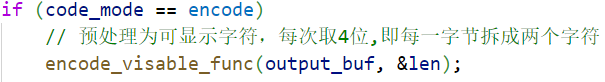 if (code_mode == encode)
// 预处理为可显示字符，每次取4位,即每一字节拆成两个字符
encode_visable_func(output_buf, &len);